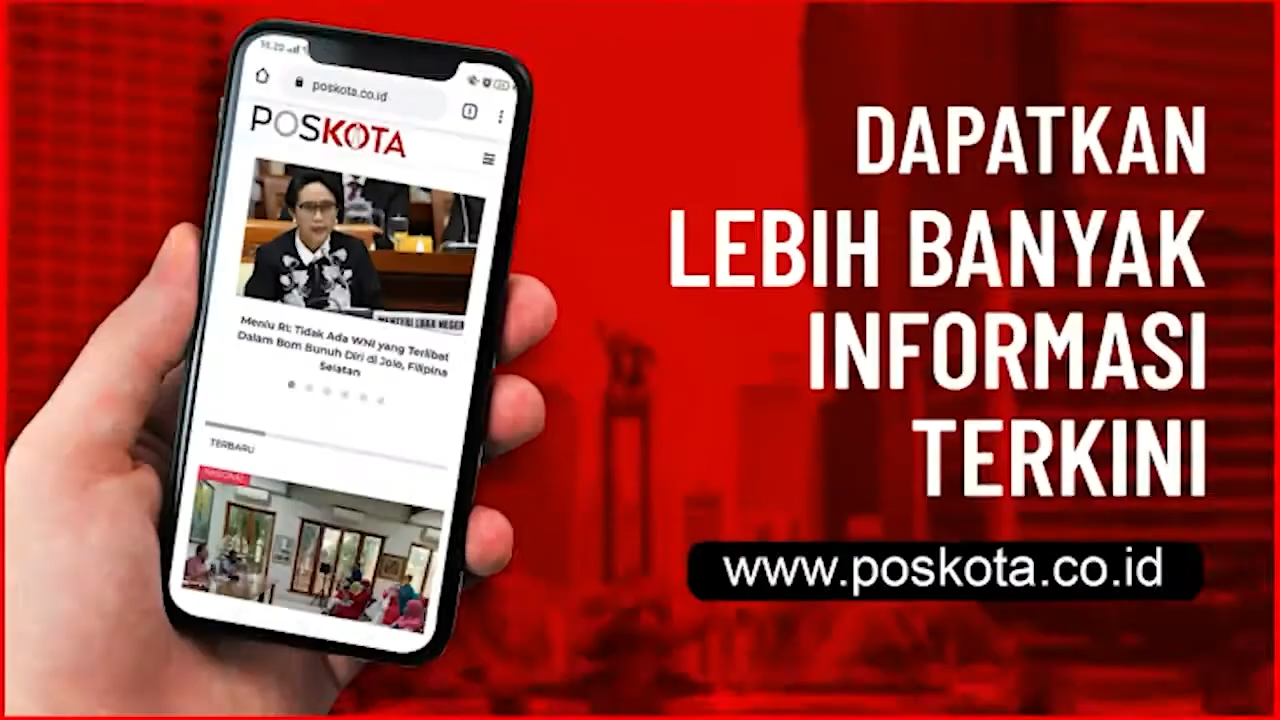 poskota.co.id
POSKOTA
Menlu RI: Tidak Ada WNI yang Terlibat
Dalam Bom Bunuh Diri di Jolo, Filipina
Selatan
TERBARU
NASIONAL
DAPATKAN
LEBIH BANYAK
INFORMASI
TERKINI
www.poskota.co.id